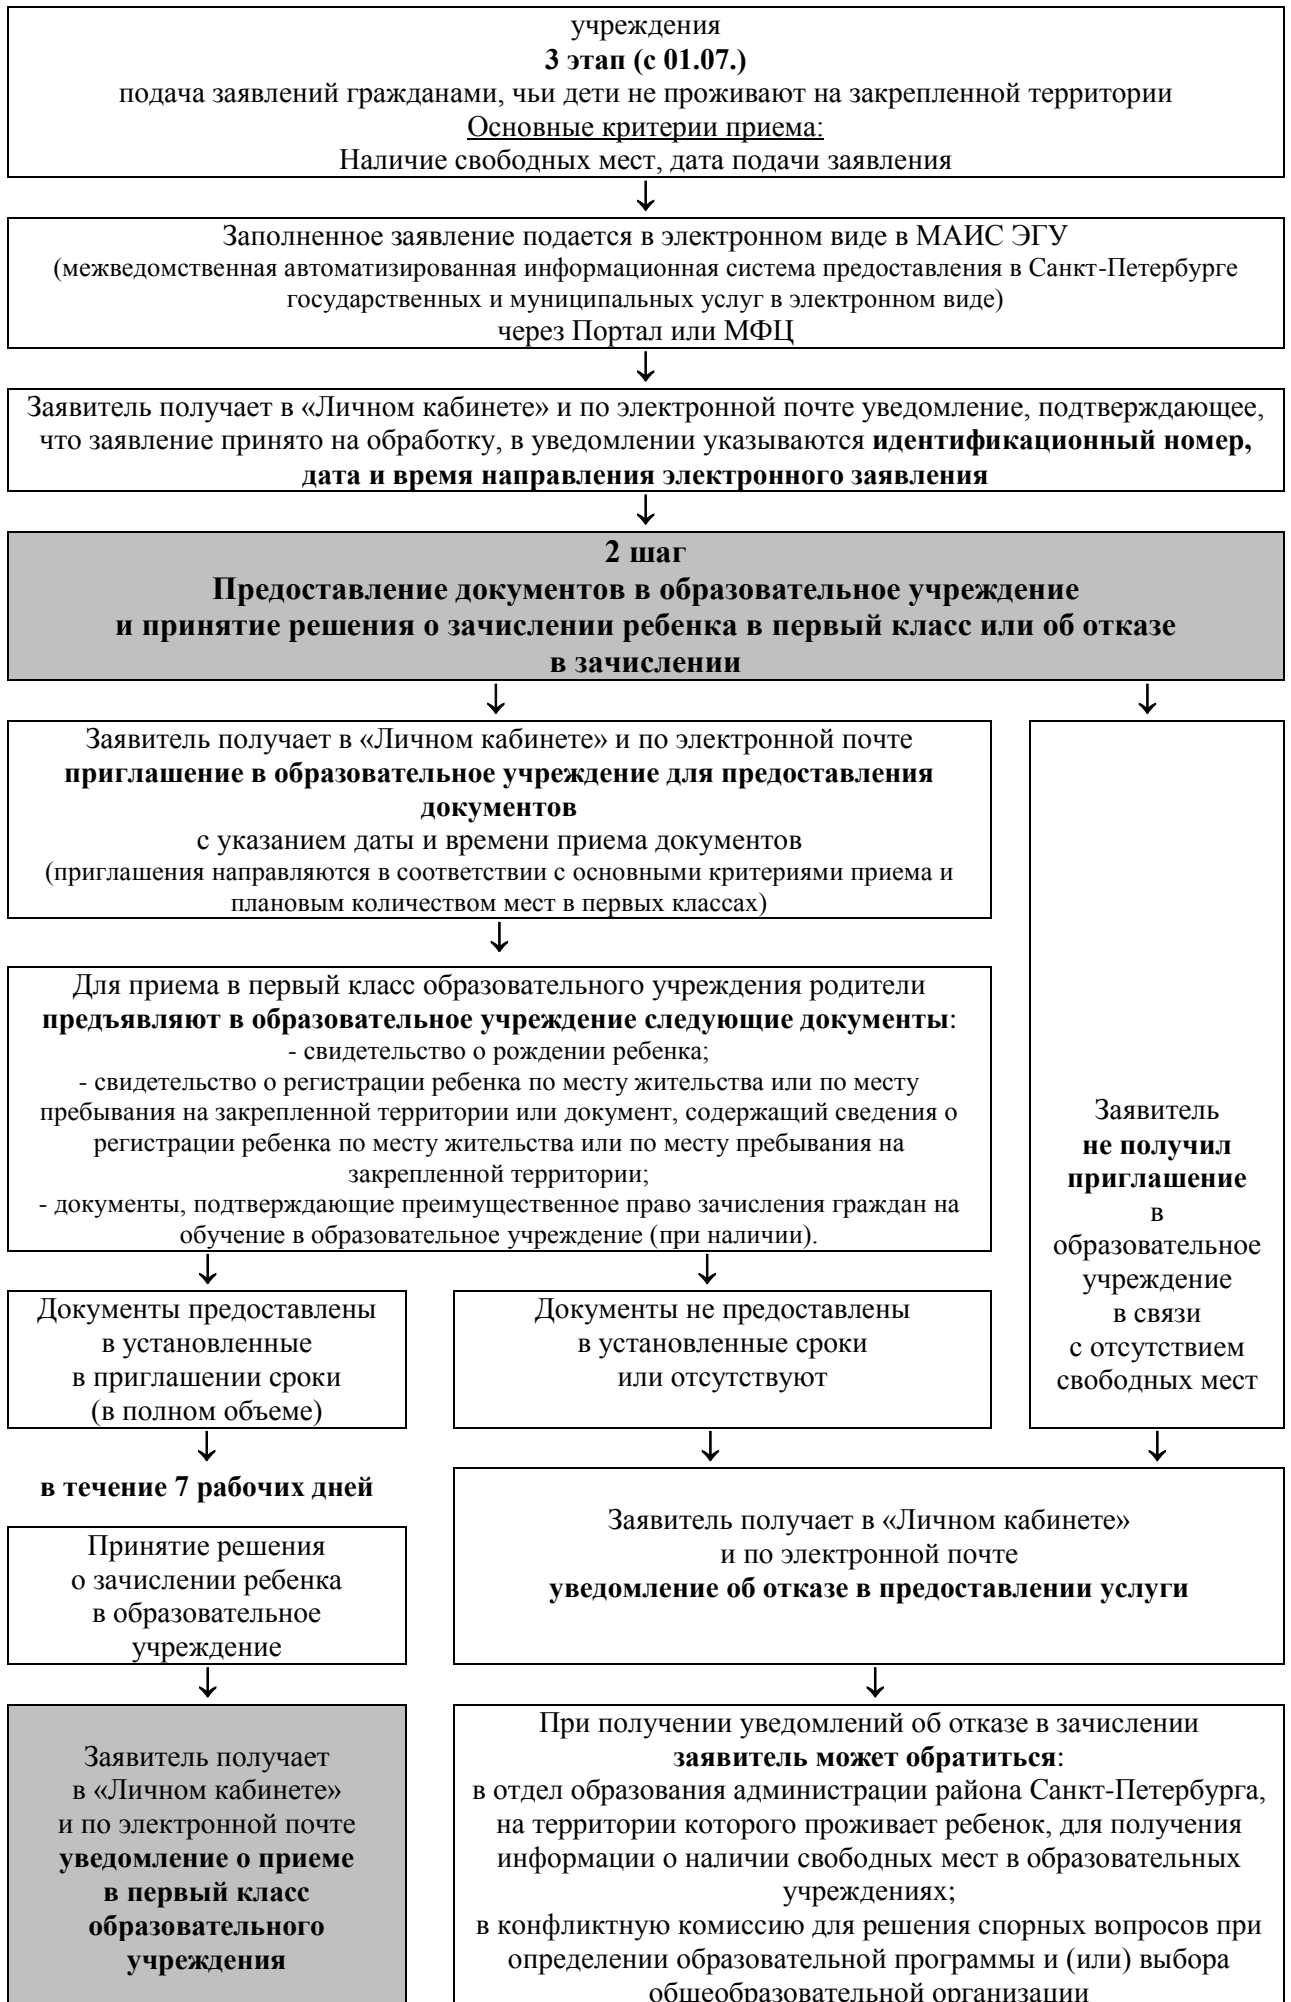 учреждения
3 этап (с 01.07.)
подача заявлений гражданами, чьи дети не проживают на закрепленной территории
Основные критерии приема:
Наличие свободных мест, дата подачи заявления
Заполненное заявление подается в электронном виде в МАИС ЭГУ
(межведомственная автоматизированная информационная система предоставления в Санкт-Петербурге
государственных и муниципальных услуг в электронном виде)
через Портал или МФЦ
Заявитель получает в «Личном кабинете» и по электронной почте уведомление, подтверждающее,
что заявление принято на обработку, в уведомлении указываются идентификационный номер,
дата и время направления электронного заявления
2 шаг
Предоставление документов в образовательное учреждение
и принятие решения о зачислении ребенка в первый класс или об отказе
в зачислении
Заявитель получает в «Личном кабинете» и по электронной почте
приглашение в образовательное учреждение для предоставления
документов
с указанием даты и времени приема документов
(приглашения направляются в соответствии с основными критериями приема и
плановым количеством мест в первых классах)
Для приема в первый класс образовательного учреждения родители
предъявляют в образовательное учреждение следующие документы:
- свидетельство о рождении ребенка;
- свидетельство о регистрации ребенка по месту жительства или по месту
пребывания на закрепленной территории или документ, содержащий сведения о
регистрации ребенка по месту жительства или по месту пребывания на
закрепленной территории;
- документы, подтверждающие преимущественное право зачисления граждан на
обучение в образовательное учреждение (при наличии).
Заявитель
не получил
приглашение
в
образовательное
учреждение
в связи
с отсутствием
свободных мест
Документы предоставлены
в установленные
в приглашении сроки
(в полном объеме)
Документы не предоставлены
в установленные сроки
или отсутствуют
в течение 7 рабочих дней
Принятие решения
о зачислении ребенка
в образовательное
учреждение
Заявитель получает в «Личном кабинете»
и по электронной почте
уведомление об отказе в предоставлении услуги
Заявитель получает
в «Личном кабинете»
и по электронной почте
уведомление о приеме
в первый класс
образовательного
учреждения
При получении уведомлений об отказе в зачислении
заявитель может обратиться:
в отдел образования администрации района Санкт-Петербурга,
на территории которого проживает ребенок, для получения
информации о наличии свободных мест в образовательных
учреждениях;
в конфликтную комиссию для решения спорных вопросов при
определении образовательной программы и (или) выбора
общеобразовательной организации